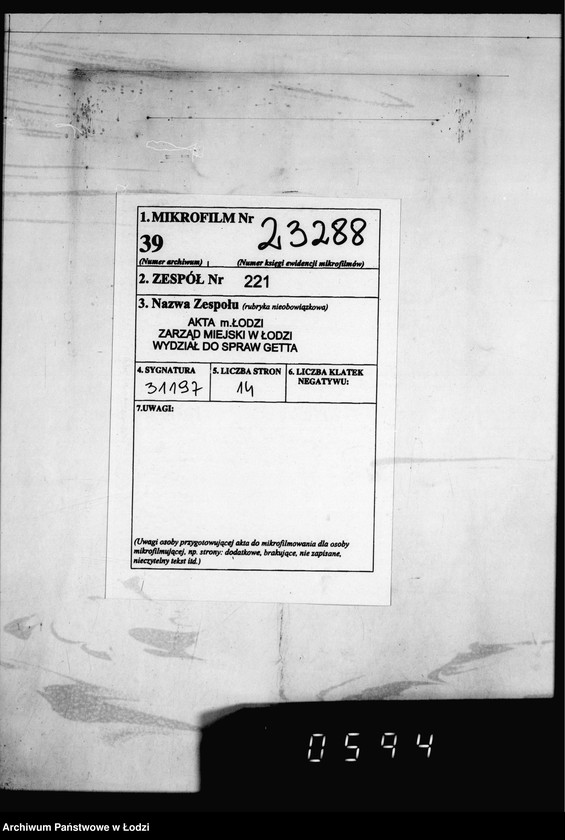 1. MIKROFILM Nr 23288
39
(Numer archiwum) (Numer księgi ewidencji mikrofilmów)
2. ZESPÓŁ Nr 221
3. Nazwa Zespołu (rubryka nieobowiązkowa)
AKTA m.ŁODZI
ZARZĄD MIEJSKI W ŁODZI
WYDZIAŁ DO SPRAW GETTA
4. SYGNATURA 5. LICZBA STRON 6. LICZBA KLATEK
NEGATYWU:
31197 14
7.UWAGI:
(Uwagi osoby przygotowującej akta do mikrofilmowania dla osoby
mikrofilmującej, np. strony: dodatkowe, brakujące, nie zapisane,
nieczytelny tekst itd.)
0594
Archiwum Państwowe w Łodzi